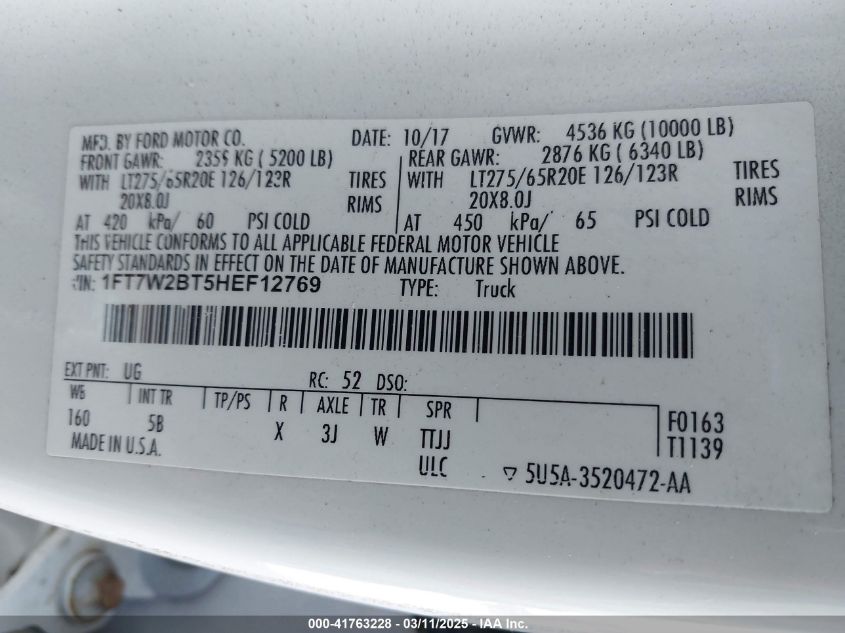 MFD. BY FORD MOTOR CO. DATE: 10/17 GVWR: 4536 KG (10000 LB)
FRONT GAWR: 2359 KG ( 5200 LB) REAR GAWR: 2876 KG ( 6340 LB)
WITH LT275/65R20E 126/123R TIRES WITH LT275/65R20E 126/123R TIRES
20X8.0J RIMS 20X8.0J RIMS
AT 420 kPa/ 60 PSI COLD AT 450 kPa/ 65 PSI COLD
THIS VEHICLE CONFORMS TO ALL APPLICABLE FEDERAL MOTOR VEHICLE
SAFETY STANDARDS IN EFFECT ON THE DATE OF MANUFACTURE SHOWN ABOVE.
VIN: 1FT7W2BT5HEF12769 TYPE: Truck
EXT PNT: UG RC: 52 DSO:
WB INT TR TP/PS R AXLE TR SPR
160 5B X 3J W TTJJ F0163
MADE IN U.S.A. ULC T1139
5U5A-3520472-AA
000-41763228 - 03/11/2025 - IAAI Inc.